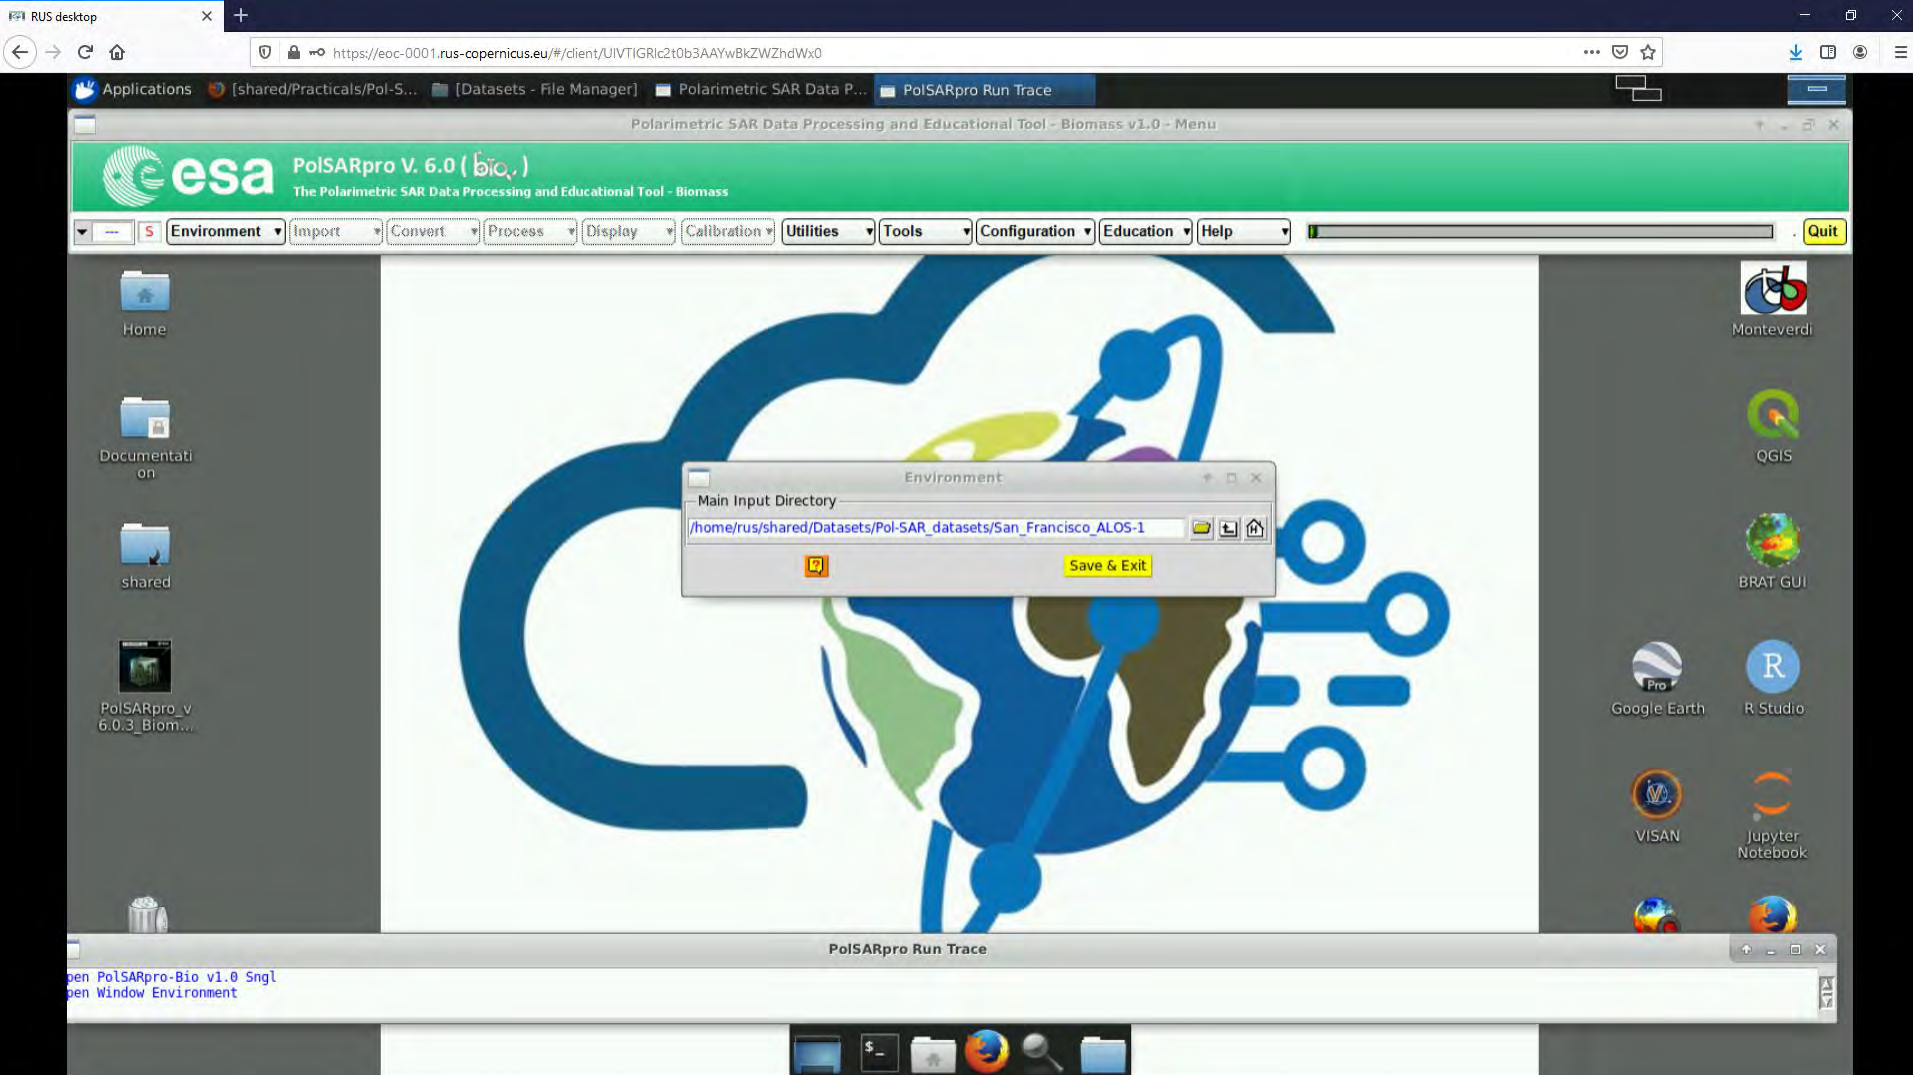 RUS desktop
https://eoc-0001.rus-copernicus.eu/#/client/UlVTIGRlc2t0b3AAYwBkZWZhdWx0
Applications
[shared/Practicals/Pol-S...
[Datasets - File Manager]
Polarimetric SAR Data P...
PolSARpro Run Trace
Polarimetric SAR Data Processing and Educational Tool - Biomass v1.0 - Menu
esa
PolSARpro V. 6.0 ( bio. )
The Polarimetric SAR Data Processing and Educational Tool - Biomass
---
S
Environment
Import
Convert
Process
Display
Calibration
Utilities
Tools
Configuration
Education
Help
.
Quit
Home
Monteverdi
Documentati
on
QGIS
Environment
Main Input Directory
/home/rus/shared/Datasets/Pol-SAR_datasets/San_Francisco_ALOS-1
H
?
Save & Exit
shared
BRAT GUI
PolSARpro_v
6.0.3_Biom...
Pro
Google Earth
R
R Studio
VISAN
Jupyter
Notebook
PolSARpro Run Trace
pen PolSARpro-Bio v1.0 Sngl
pen Window Environment
$_